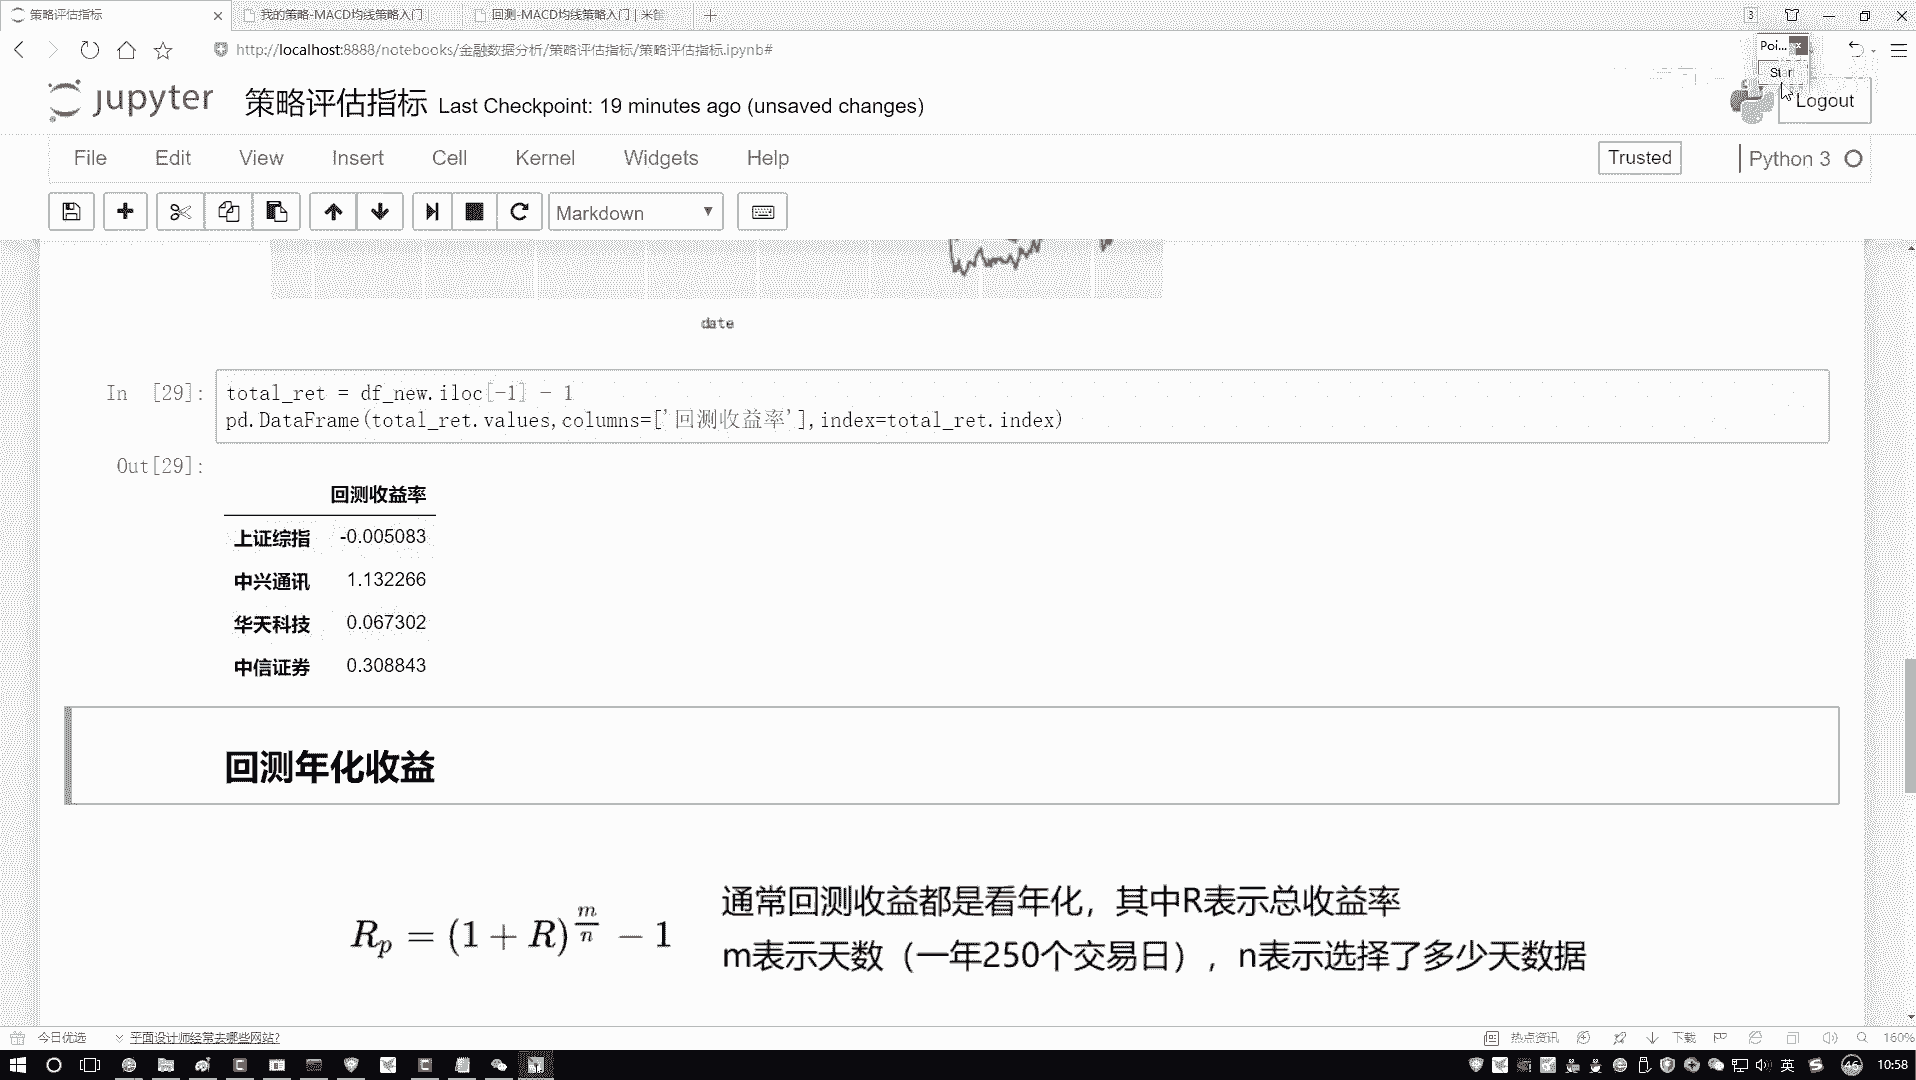 策略评估指标
我的策略-MACD均线策略入门
回测-MACD均线策略入门 | 米
3
http://localhost:8888/notebooks/金融数据分析/策略评估指标/策略评估指标.ipynb#
Poi...
jupyter 策略评估指标 Last Checkpoint: 19 minutes ago (unsaved changes)
Logout
File Edit View Insert Cell Kernel Widgets Help
Trusted
Python 3
Markdown
date
In [29]: total_ret = df_new.iloc[-1] - 1
pd.DataFrame(total_ret.values,columns=['回测收益率'],index=total_ret.index)
Out[29]:
回测收益率
上证综指 -0.005083
中兴通讯 1.132266
华天科技 0.067302
中信证券 0.308843
回测年化收益
R_p = (1 + R)^{m/n} − 1
通常回测收益都是看年化，其中R表示总收益率
m表示天数（一年250个交易日），n表示选择了多少天数据
今日优选
平面设计师经常去哪些网站?
热点资讯
下载
160%
英
46
10:58